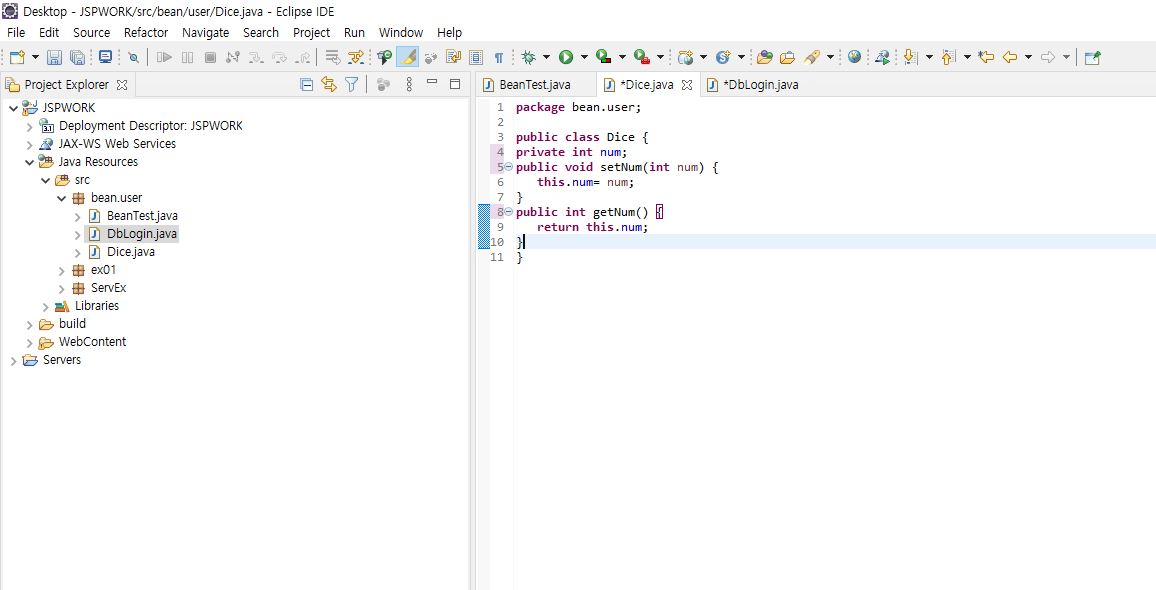 Desktop - JSPWORK/src/bean/user/Dice.java - Eclipse IDE
File Edit Source Refactor Navigate Search Project Run Window Help
Project Explorer
JSPWORK
Deployment Descriptor: JSPWORK
JAX-WS Web Services
Java Resources
src
bean.user
BeanTest.java
DbLogin.java
Dice.java
ex01
ServEx
Libraries
build
WebContent
Servers
BeanTest.java *Dice.java *DbLogin.java
1 package bean.user;
2
3 public class Dice {
4 private int num;
5 public void setNum(int num) {
6 this.num= num;
7 }
8 public int getNum() {
9 return this.num;
10 }
11 }